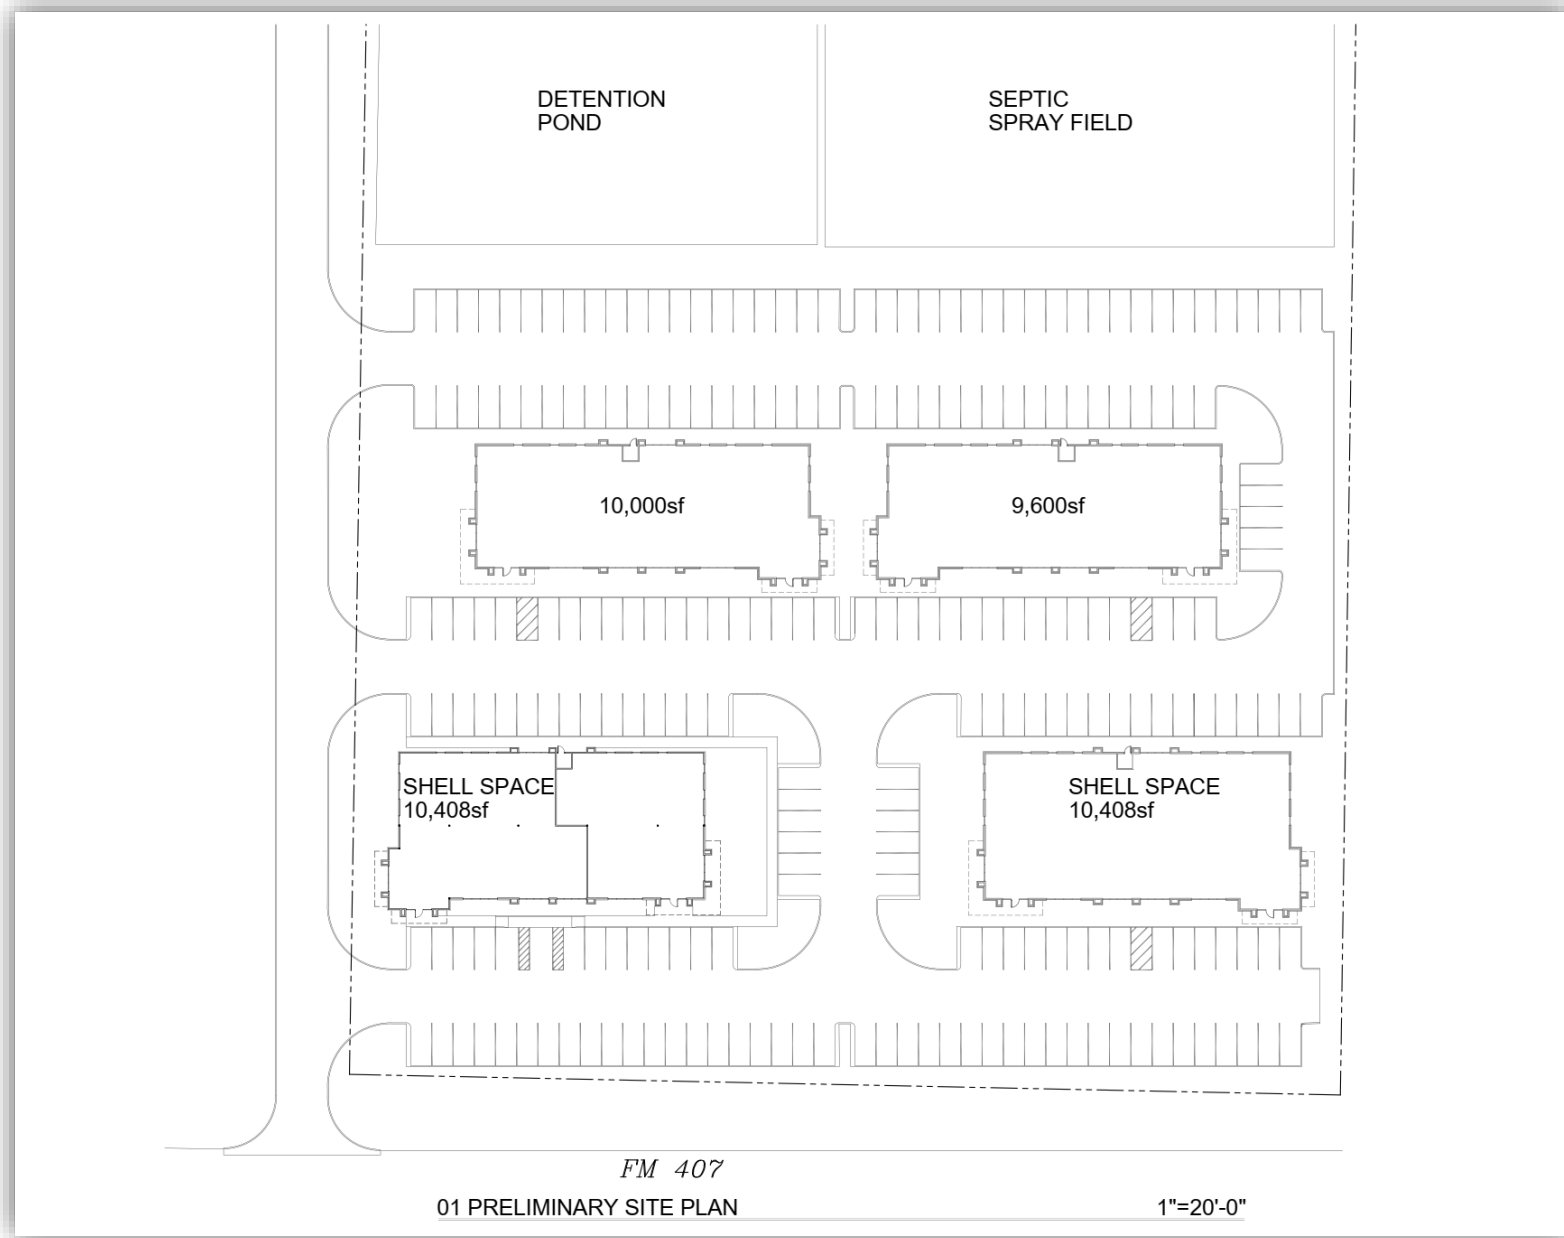 DETENTION
POND
SEPTIC
SPRAY FIELD
10,000sf
9,600sf
SHELL SPACE
10,408sf
SHELL SPACE
10,408sf
FM 407
01 PRELIMINARY SITE PLAN
1"=20'-0"